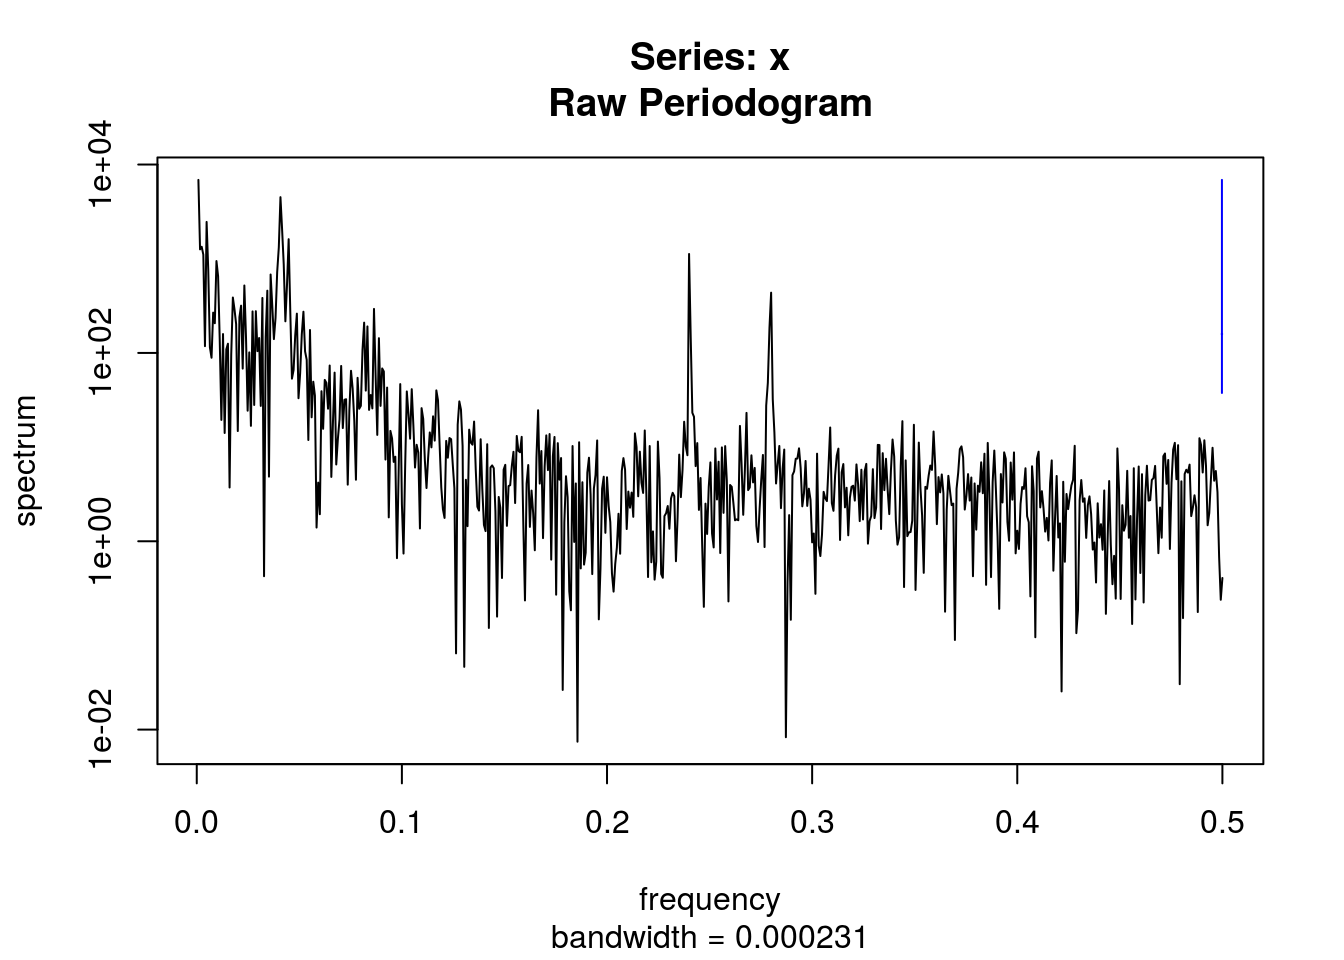 Series: x
Raw Periodogram
1e+04
1e+02
1e+00
1e-02
spectrum
0.0 0.1 0.2 0.3 0.4 0.5
frequency
bandwidth = 0.000231